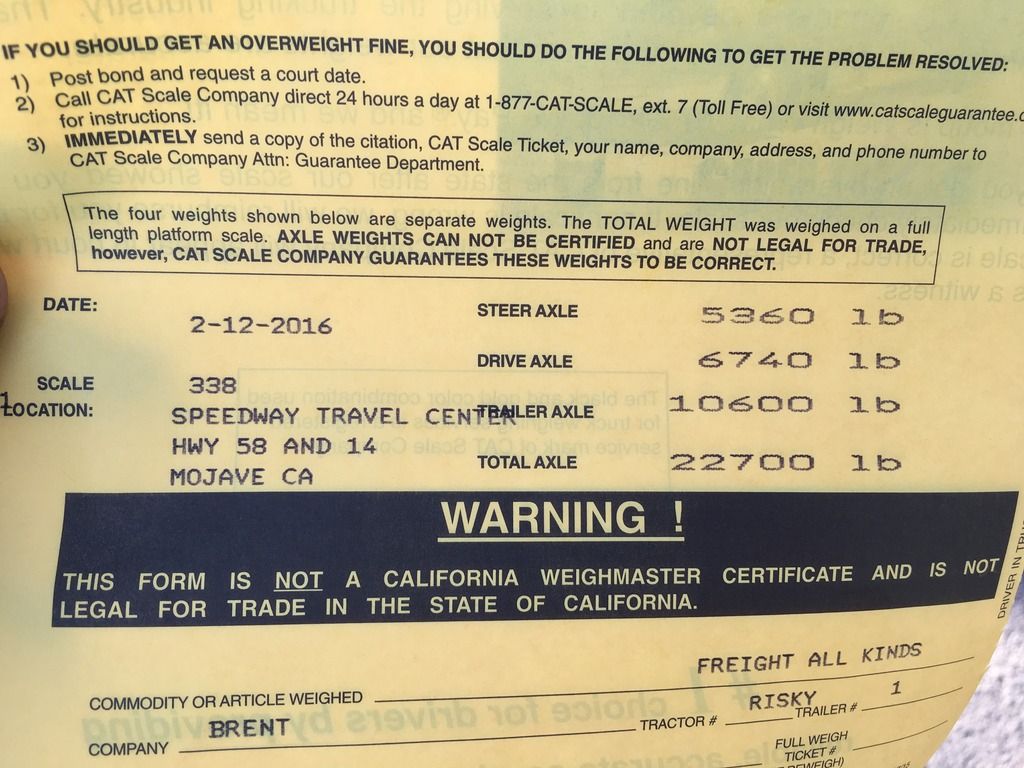 IF YOU SHOULD GET AN OVERWEIGHT FINE, YOU SHOULD DO THE FOLLOWING TO GET THE PROBLEM RESOLVED:
1) Post bond and request a court date.
2) Call CAT Scale Company direct 24 hours a day at 1-877-CAT-SCALE, ext. 7 (Toll Free) or visit www.catscaleguarantee.c
for instructions.
3) IMMEDIATELY send a copy of the citation, CAT Scale Ticket, your name, company, address, and phone number to
CAT Scale Company Attn: Guarantee Department.
The four weights shown below are separate weights. The TOTAL WEIGHT was weighed on a full
length platform scale. AXLE WEIGHTS CAN NOT BE CERTIFIED and are NOT LEGAL FOR TRADE,
however, CAT SCALE COMPANY GUARANTEES THESE WEIGHTS TO BE CORRECT.
DATE: 2-12-2016 STEER AXLE 5360 lb
DRIVE AXLE 6740 lb
SCALE 338
1
LOCATION: SPEEDWAY TRAVEL CENTER TRAILER AXLE 10600 lb
HWY 58 AND 14
MOJAVE CA TOTAL AXLE 22700 lb
WARNING !
THIS FORM IS NOT A CALIFORNIA WEIGHMASTER CERTIFICATE AND IS NOT
LEGAL FOR TRADE IN THE STATE OF CALIFORNIA.
DRIVER IN TRU
COMMODITY OR ARTICLE WEIGHED FREIGHT ALL KINDS
COMPANY BRENT TRACTOR # RISKY TRAILER # 1
FULL WEIGH
TICKET #
REWEIGH)